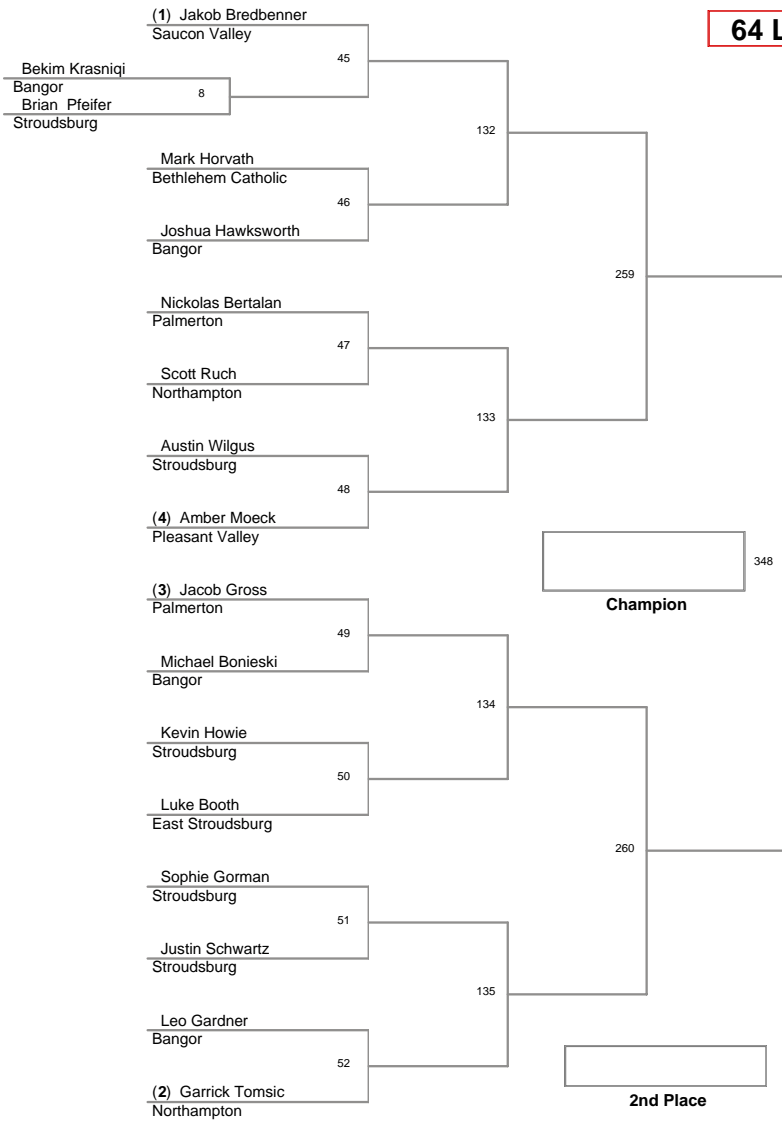 (1) Jakob Bredbenner
Saucon Valley
64 L
45
Bekim Krasniqi
Bangor
8
Brian Pfeifer
Stroudsburg
132
Mark Horvath
Bethlehem Catholic
46
Joshua Hawksworth
Bangor
259
Nickolas Bertalan
Palmerton
47
Scott Ruch
Northampton
133
Austin Wilgus
Stroudsburg
48
(4) Amber Moeck
Pleasant Valley
348
Champion
(3) Jacob Gross
Palmerton
49
Michael Bonieski
Bangor
134
Kevin Howie
Stroudsburg
50
Luke Booth
East Stroudsburg
260
Sophie Gorman
Stroudsburg
51
Justin Schwartz
Stroudsburg
135
Leo Gardner
Bangor
52
(2) Garrick Tomsic
Northampton
2nd Place